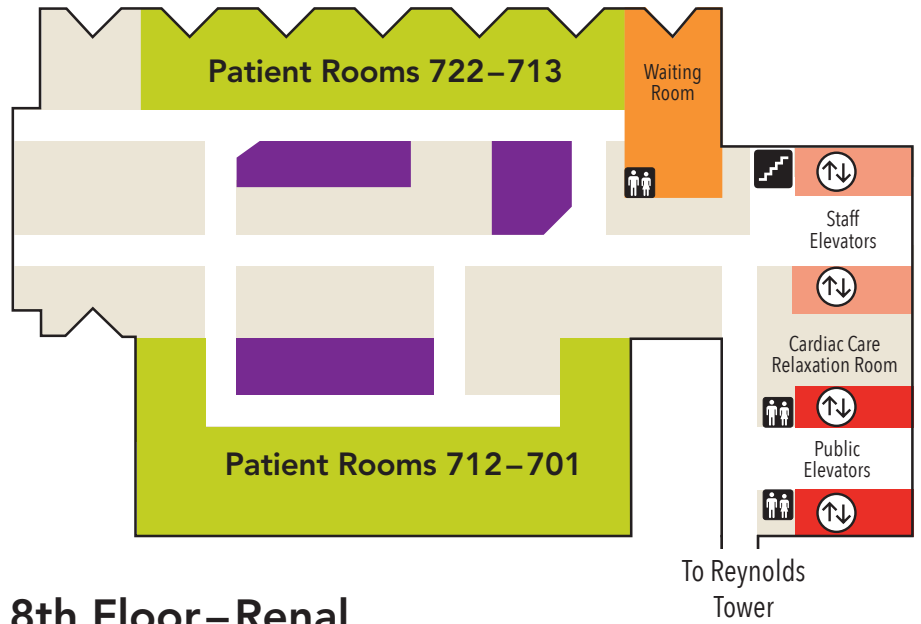 Patient Rooms 722–713
Waiting
Room
Staff
Elevators
Cardiac Care
Relaxation Room
Public
Elevators
Patient Rooms 712–701
To Reynolds
Tower
8th Floor–Renal